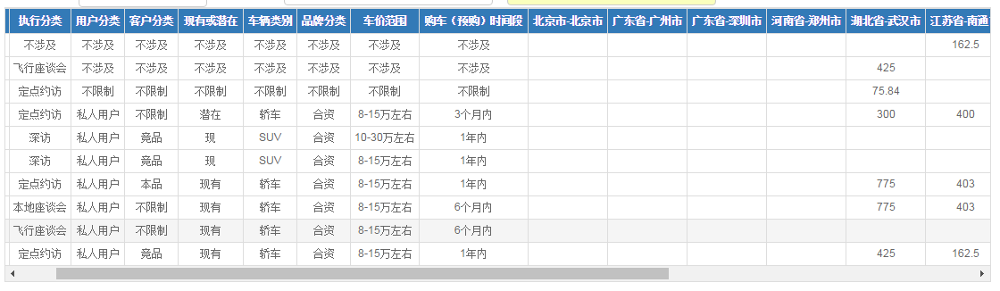 执行分类 用户分类 客户分类 现有或潜在 车辆类别 品牌分类 车价范围 购车（预购）时间段 北京市-北京市 广东省-广州市 广东省-深圳市 河南省-郑州市 湖北省-武汉市 江苏省-南通
不涉及 不涉及 不涉及 不涉及 不涉及 不涉及 不涉及 不涉及 162.5
飞行座谈会 不涉及 不涉及 不涉及 不涉及 不涉及 不涉及 不涉及 425
定点约访 不限制 不限制 不限制 不限制 不限制 不限制 不限制 75.84
定点约访 私人用户 不限制 潜在 轿车 合资 8-15万左右 3个月内 300 400
深访 私人用户 竟品 现 SUV 合资 10-30万左右 1年内
深访 私人用户 竟品 现 SUV 合资 8-15万左右 1年内
定点约访 私人用户 本品 现有 轿车 合资 8-15万左右 1年内 775 403
本地座谈会 私人用户 不限制 现有 轿车 合资 8-15万左右 6个月内 775 403
飞行座谈会 私人用户 不限制 现有 轿车 合资 8-15万左右 6个月内
定点约访 私人用户 竟品 现有 轿车 合资 8-15万左右 1年内 425 162.5